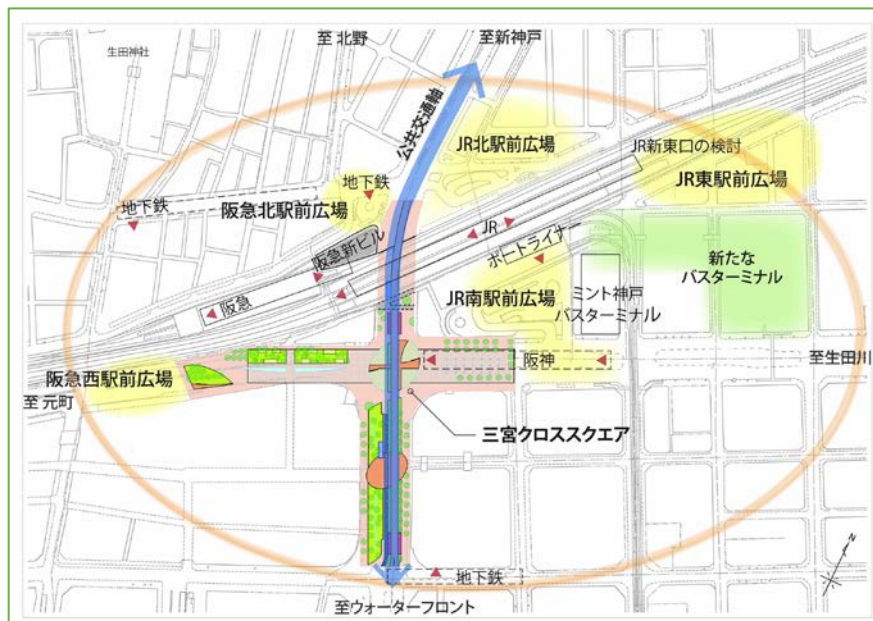 至 北野
至新神戸
生田神社
公共交通軸
JR北駅前広場
JR新東口の検討
地下鉄
JR東駅前広場
地下鉄
阪急北駅前広場
JR
阪急新ビル
ポートライナー
新たな
バスターミナル
阪急
JR南駅前広場
ミント神戸
バスターミナル
阪神
至生田川
阪急西駅前広場
至 元町
三宮クロススクエア
地下鉄
至ウォーターフロント
N